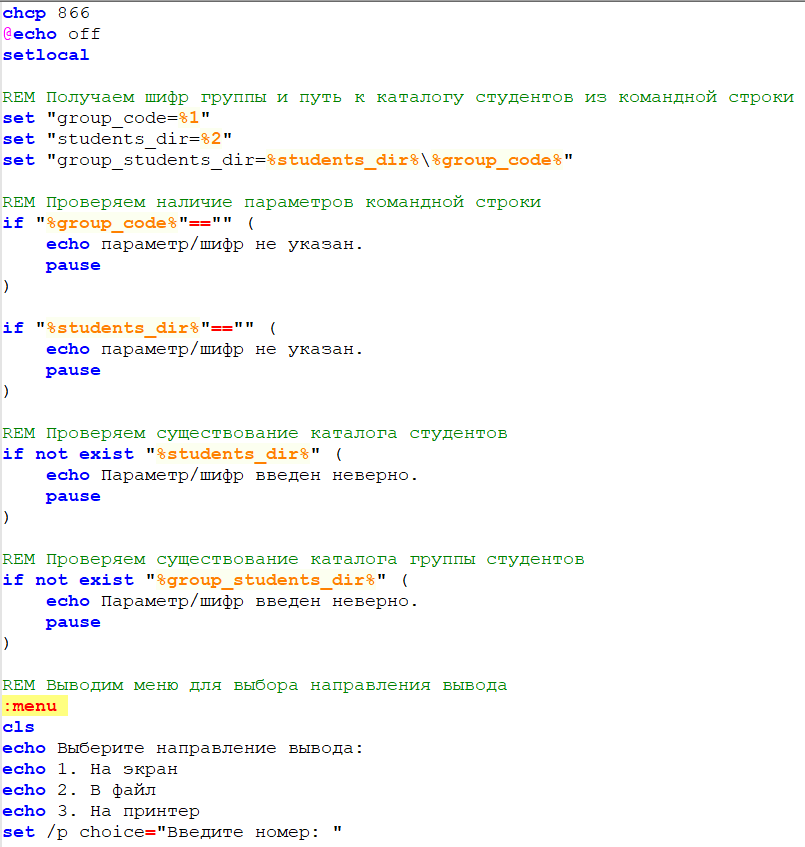 chcp 866
@echo off
setlocal

REM Получаем шифр группы и путь к каталогу студентов из командной строки
set "group_code=%1"
set "students_dir=%2"
set "group_students_dir=%students_dir%\%group_code%"

REM Проверяем наличие параметров командной строки
if "%group_code%"=="" (
    echo параметр/шифр не указан.
    pause
)

if "%students_dir%"=="" (
    echo параметр/шифр не указан.
    pause
)

REM Проверяем существование каталога студентов
if not exist "%students_dir%" (
    echo Параметр/шифр введен неверно.
    pause
)

REM Проверяем существование каталога группы студентов
if not exist "%group_students_dir%" (
    echo Параметр/шифр введен неверно.
    pause
)

REM Выводим меню для выбора направления вывода
:menu
cls
echo Выберите направление вывода:
echo 1. На экран
echo 2. В файл
echo 3. На принтер
set /p choice="Введите номер: "